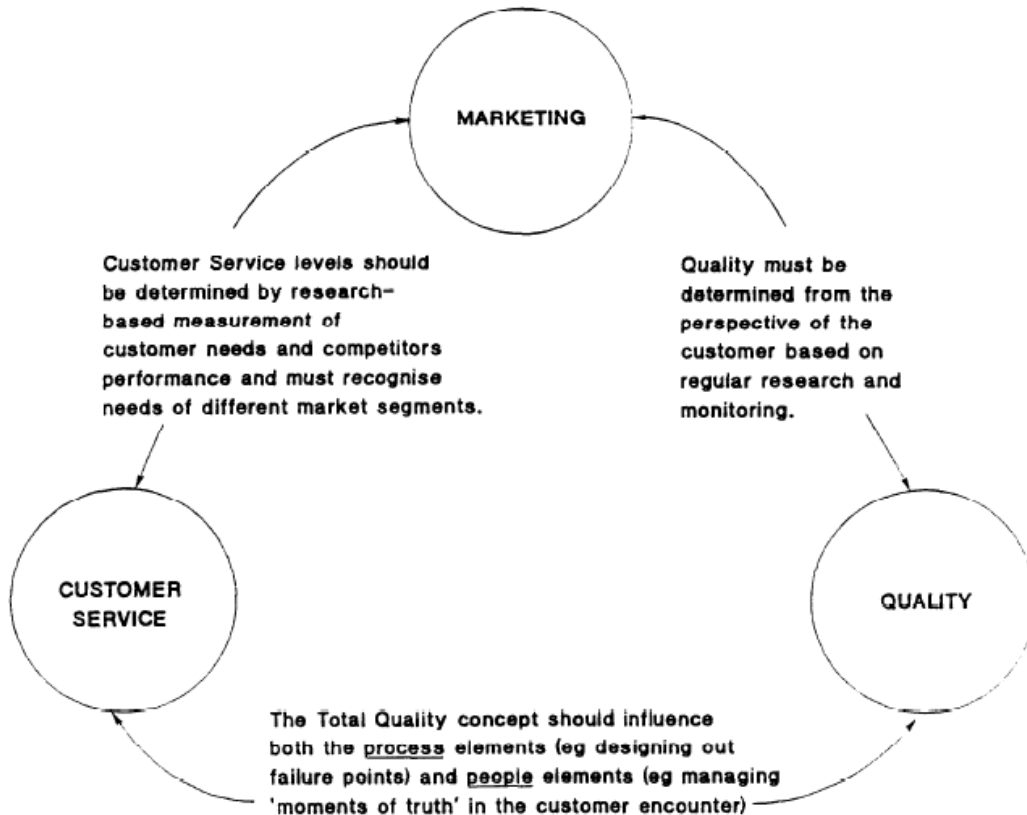 MARKETING
Customer Service levels should
be determined by research-
based measurement of
customer needs and competitors
performance and must recognise
needs of different market segments.
Quality must be
determined from the
perspective of the
customer based on
regular research and
monitoring.
CUSTOMER
SERVICE
QUALITY
The Total Quality concept should influence
both the process elements (eg designing out
failure points) and people elements (eg managing
'moments of truth' in the customer encounter)